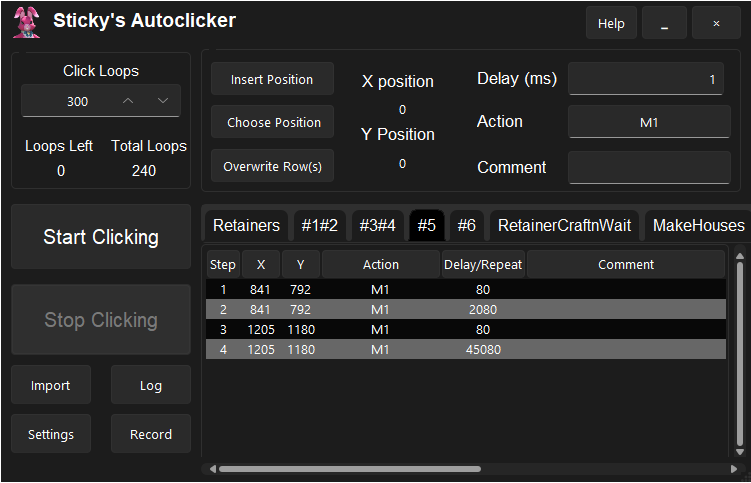 Sticky's Autoclicker
Help
_
×
Click Loops
300
Loops Left Total Loops
0 240
Start Clicking
Stop Clicking
Import Log
Settings Record
Insert Position
Choose Position
Overwrite Row(s)
X position
0
Y Position
0
Delay (ms) 1
Action M1
Comment
Retainers #1#2 #3#4 #5 #6 RetainerCraftnWait MakeHouses
Step X Y Action Delay/Repeat Comment
1 841 792 M1 80
2 841 792 M1 2080
3 1205 1180 M1 80
4 1205 1180 M1 45080